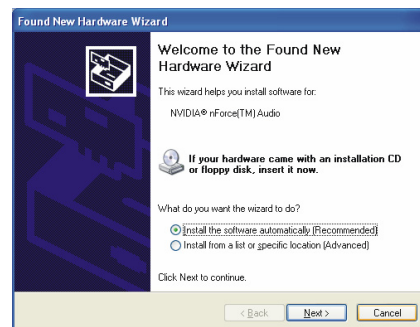 Found New Hardware Wizard
Welcome to the Found New
Hardware Wizard
This wizard helps you install software for:
NVIDIA® nForce(TM) Audio
If your hardware came with an installation CD
or floppy disk, insert it now.
What do you want the wizard to do?
Install the software automatically (Recommended)
Install from a list or specific location (Advanced)
Click Next to continue.
< Back Next > Cancel